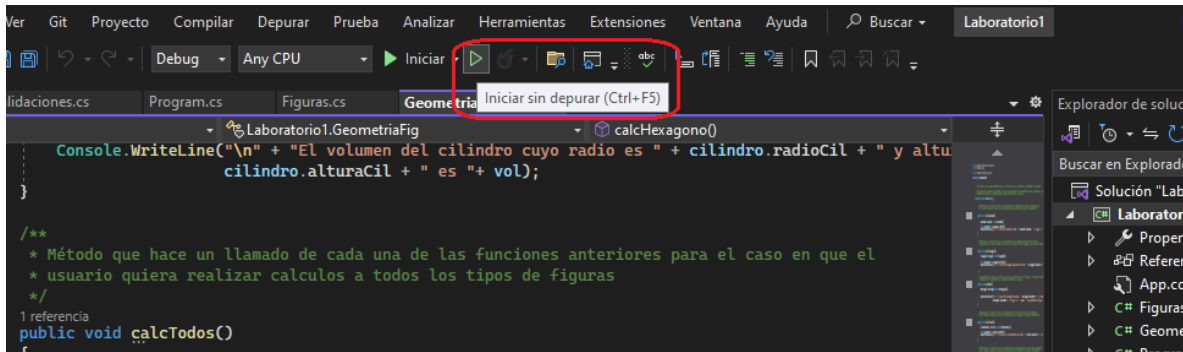 Ver Git Proyecto Compilar Depurar Prueba Analizar Herramientas Extensiones Ventana Ayuda Buscar Laboratorio1
Debug Any CPU Iniciar abc
Iniciar sin depurar (Ctrl+F5)
lidaciones.cs Program.cs Figuras.cs Geometria Explorador de soluc
Laboratorio1.GeometriaFig calcHexagono()
Console.WriteLine("\n" + "El volumen del cilindro cuyo radio es " + cilindro.radioCil + " y altu
Buscar en Explorad
cilindro.alturaCil + " es "+ vol);
Solución "Lab
}
C# Laborator
/** Proper
* Método que hace un llamado de cada una de las funciones anteriores para el caso en que el
Referer
* usuario quiera realizar calculos a todos los tipos de figuras
App.co
*/
C# Figuras
1 referencia
public void calcTodos()
C# Geome